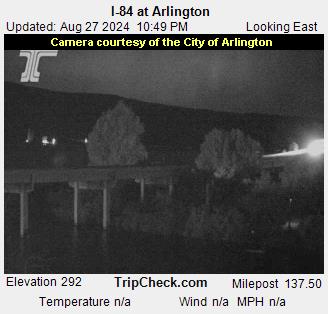 I-84 at Arlington
Updated: Aug 27 2024 10:49 PM Looking East
Camera courtesy of the City of Arlington
Elevation 292 TripCheck.com Milepost 137.50
Temperature n/a Wind n/a MPH n/a